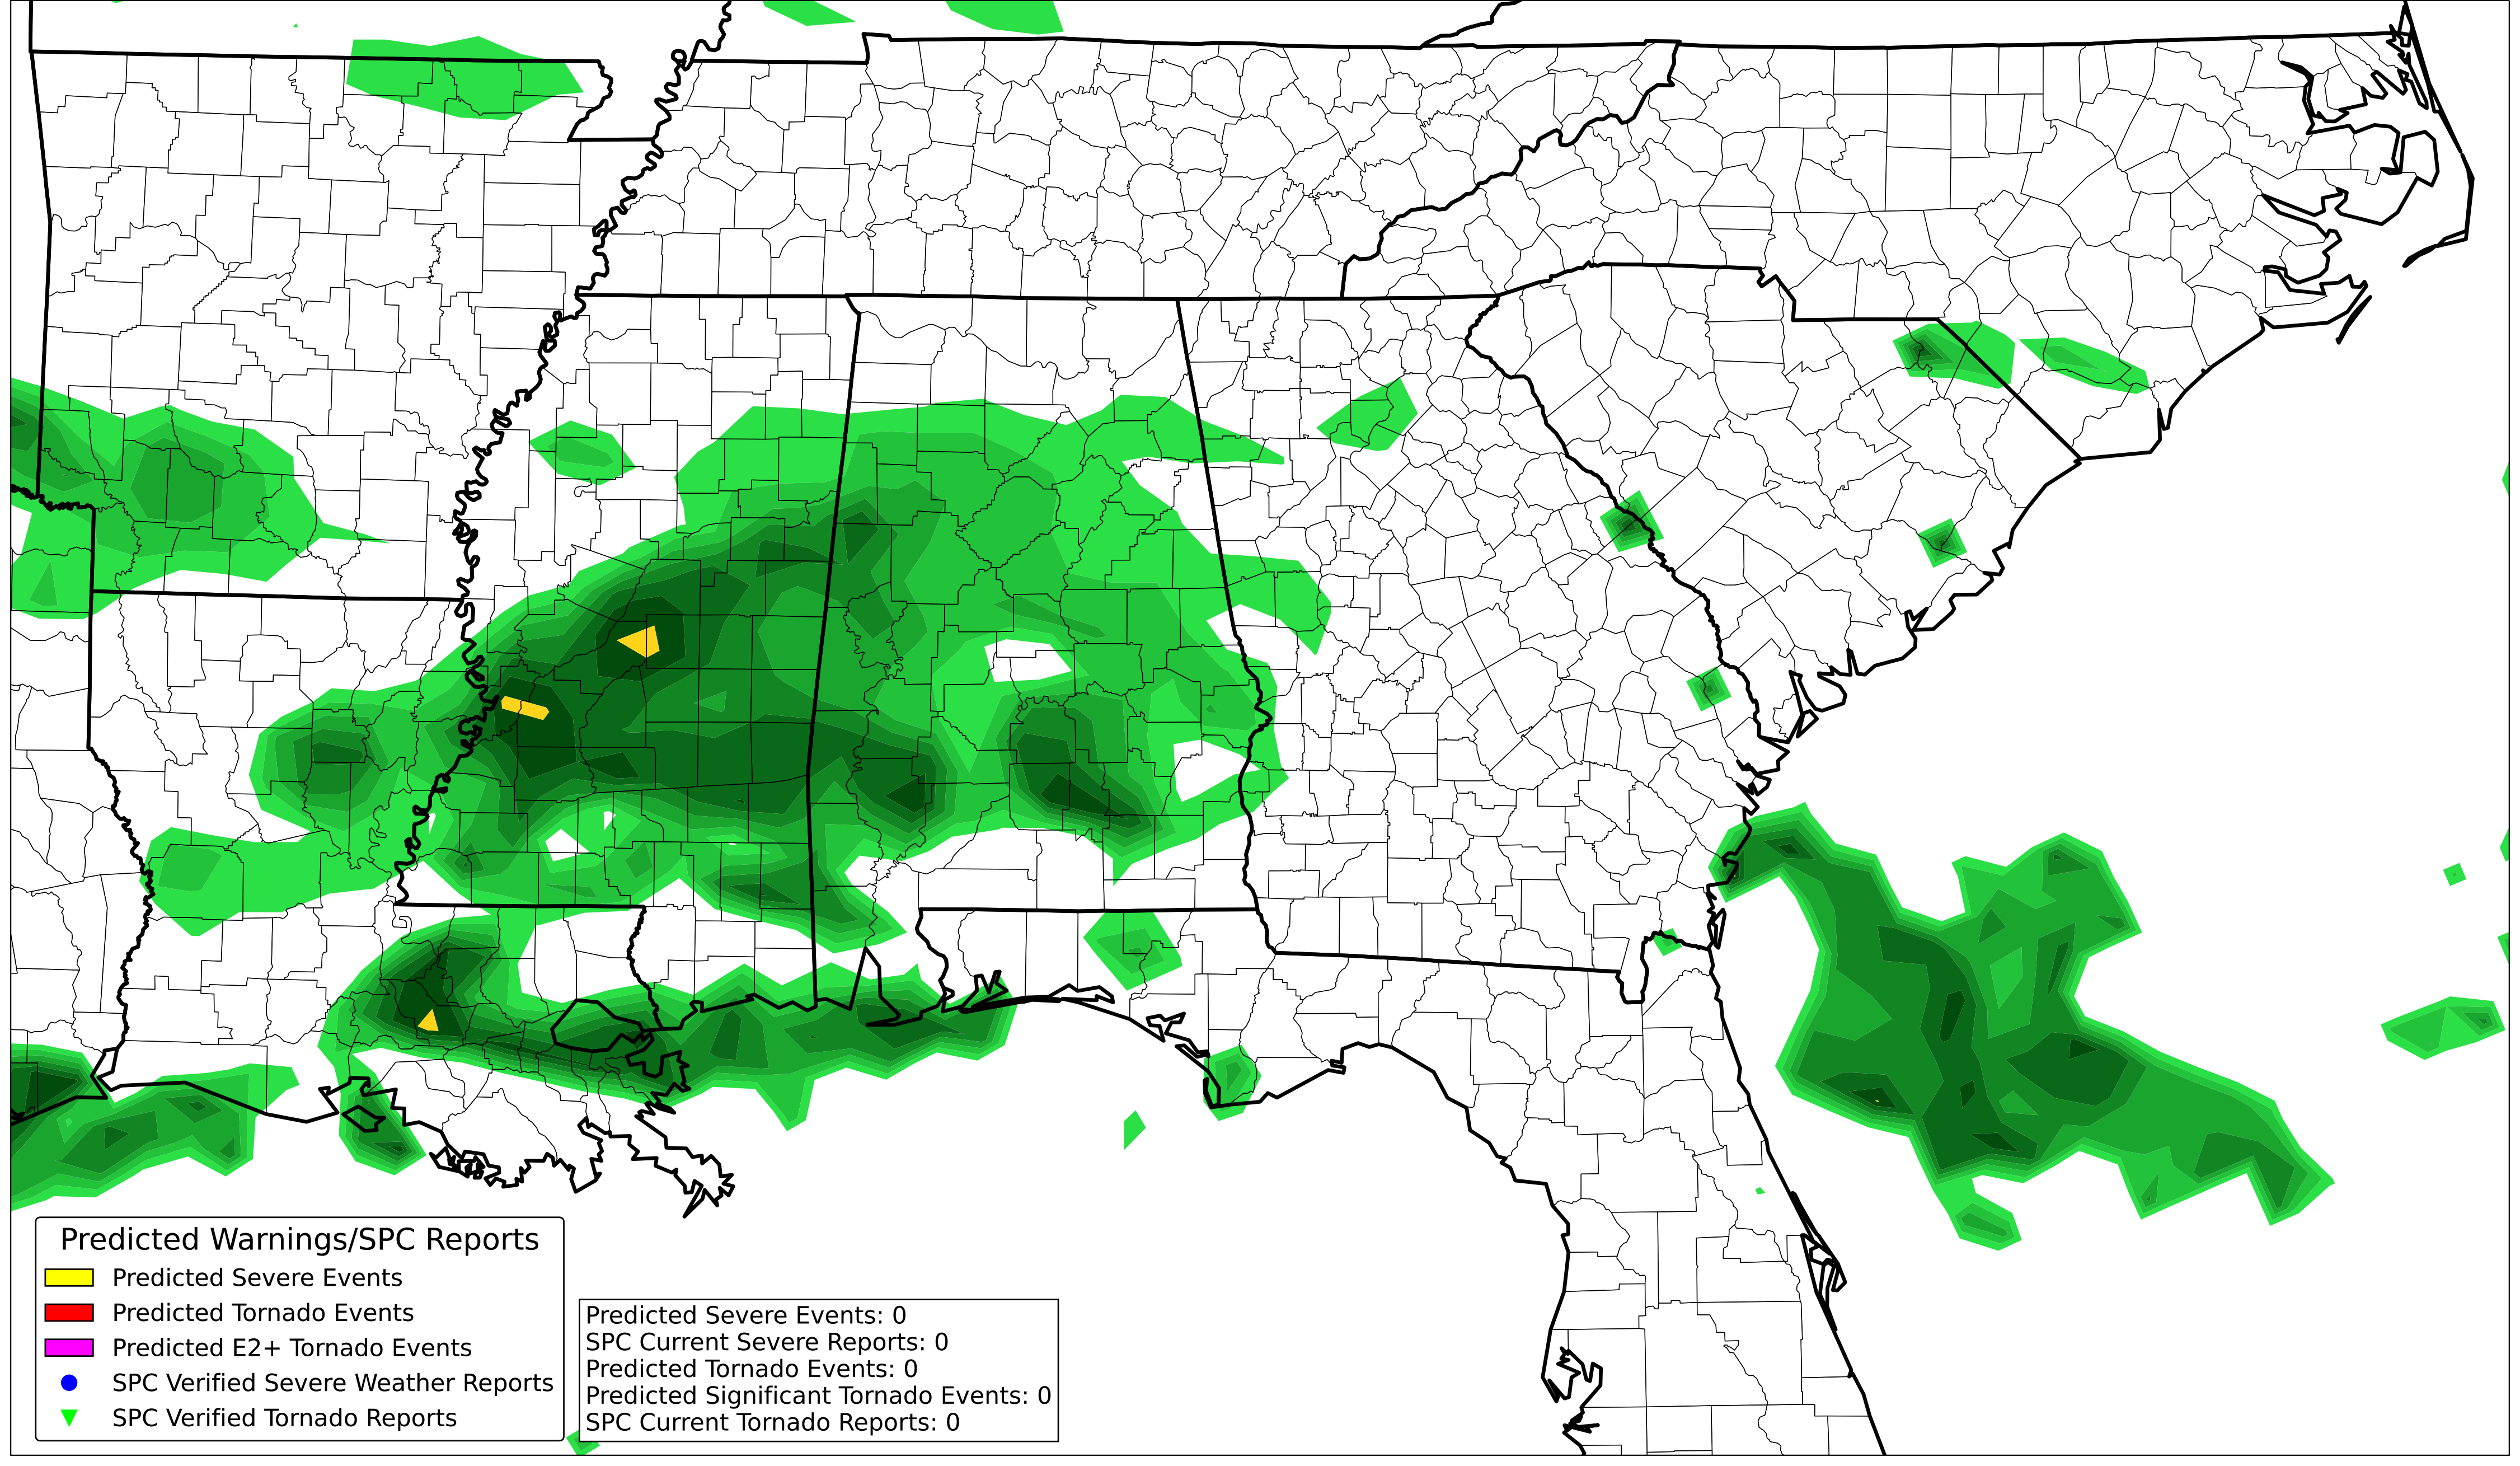 Predicted Warnings/SPC Reports
Predicted Severe Events
Predicted Tornado Events
Predicted E2+ Tornado Events
SPC Verified Severe Weather Reports
SPC Verified Tornado Reports
Predicted Severe Events: 0
SPC Current Severe Reports: 0
Predicted Tornado Events: 0
Predicted Significant Tornado Events: 0
SPC Current Tornado Reports: 0